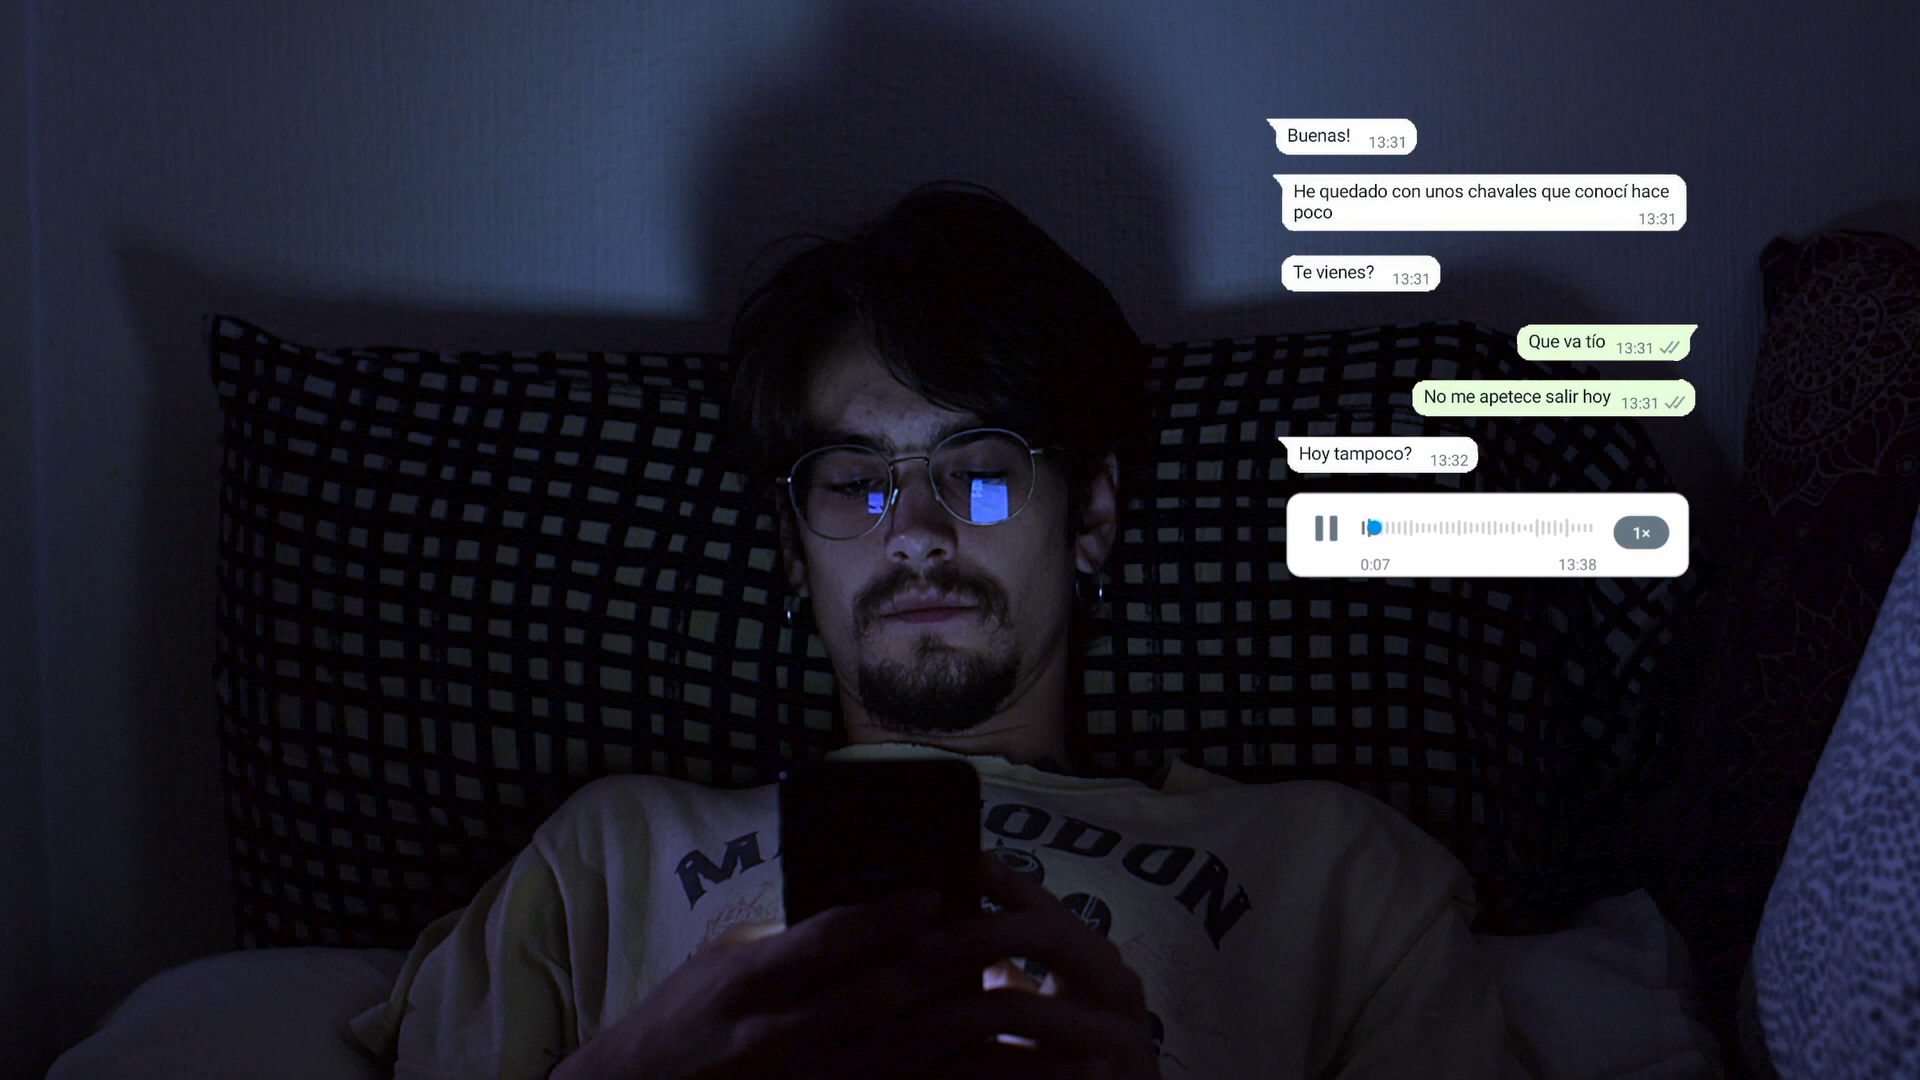 Buenas! 13:31
He quedado con unos chavales que conocí hace
poco 13:31
Te vienes? 13:31
Que va tío 13:31
No me apetece salir hoy 13:31
Hoy tampoco? 13:32
1×
0:07 13:38